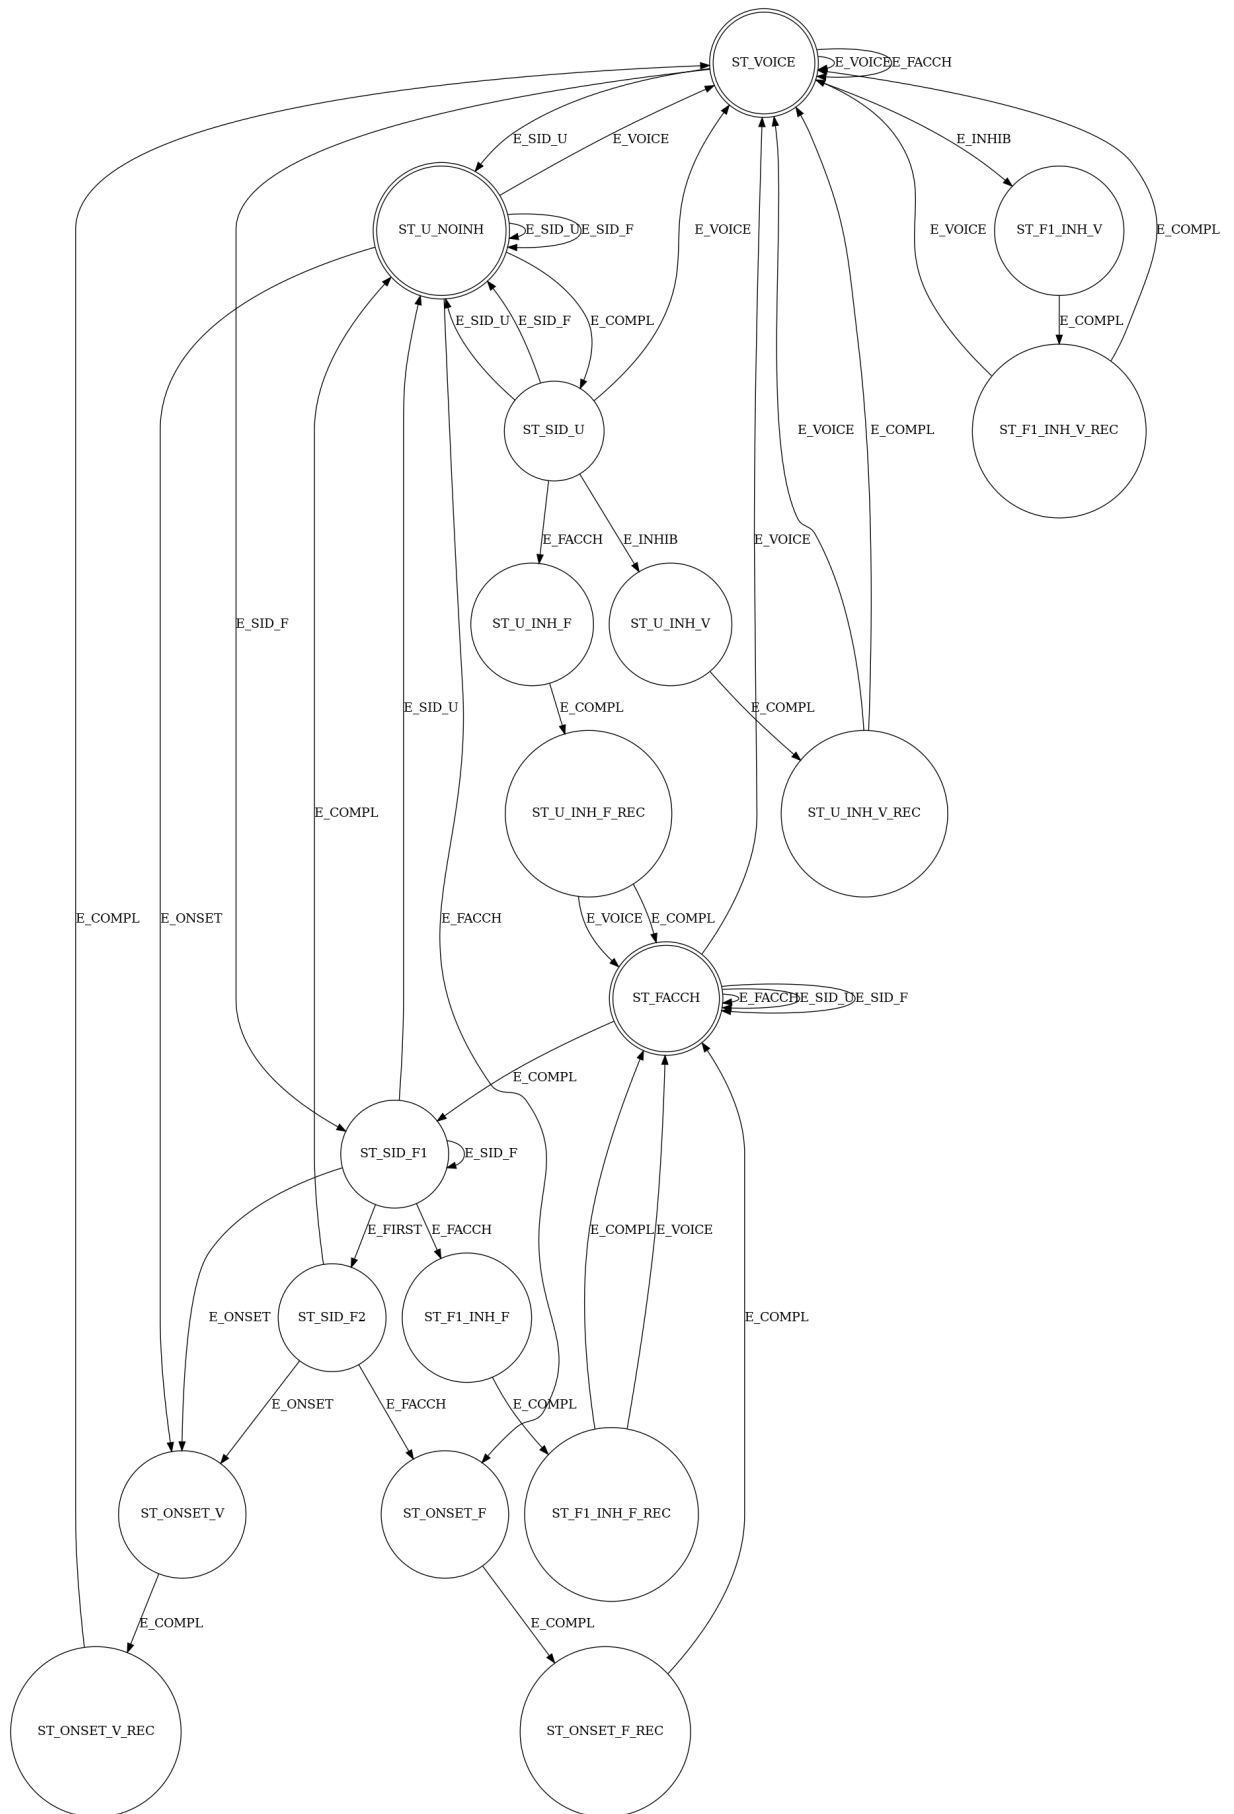 ST_VOICE
E_VOICE
E_FACCH
E_SID_U
E_VOICE
E_INHIB
ST_U_NOINH
E_SID_U
E_SID_F
E_VOICE
E_VOICE
ST_F1_INH_V
E_COMPL
E_SID_U
E_SID_F
E_COMPL
E_COMPL
ST_SID_U
E_VOICE
E_COMPL
ST_F1_INH_V_REC
E_FACCH
E_INHIB
E_VOICE
E_SID_F
ST_U_INH_F
ST_U_INH_V
E_SID_U
E_COMPL
E_COMPL
E_COMPL
ST_U_INH_F_REC
ST_U_INH_V_REC
E_COMPL
E_ONSET
E_FACCH
E_VOICE
E_COMPL
ST_FACCH
E_FACCH
E_SID_U
E_SID_F
E_COMPL
ST_SID_F1
E_SID_F
E_FIRST
E_FACCH
E_COMPL
E_VOICE
E_ONSET
ST_SID_F2
ST_F1_INH_F
E_COMPL
E_ONSET
E_FACCH
E_COMPL
ST_ONSET_V
ST_ONSET_F
ST_F1_INH_F_REC
E_COMPL
E_COMPL
ST_ONSET_V_REC
ST_ONSET_F_REC